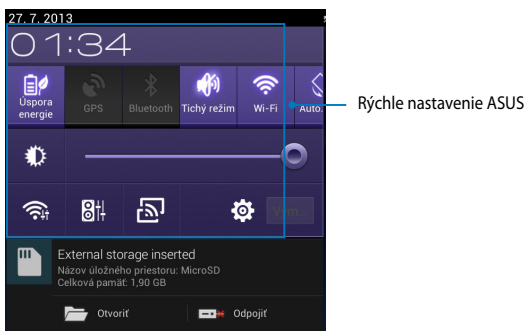 27. 7. 2013
01:34
Úspora energie
GPS
Bluetooth
Tichý režim
Wi-Fi
Auto.
Rýchle nastavenie ASUS
Vym...
External storage inserted
Názov úložného priestoru: MicroSD
Celková pamäť: 1,90 GB
Otvoriť
Odpojiť